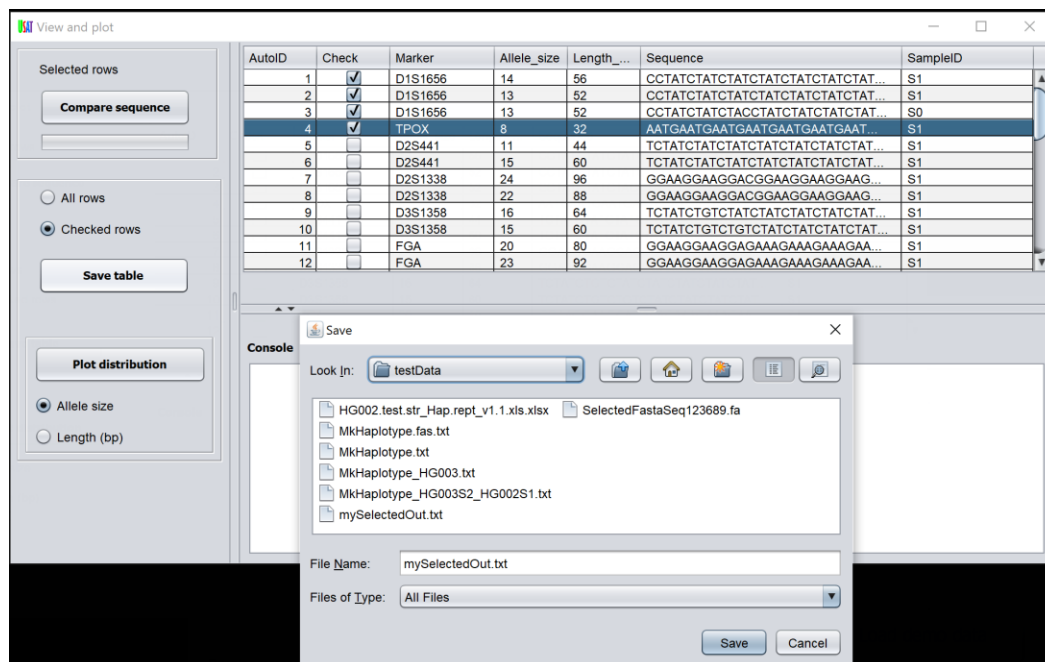 USAT View and plot
Selected rows
Compare sequence
All rows
Checked rows
Save table
Plot distribution
Allele size
Length (bp)
AutoID Check Marker Allele_size Length_... Sequence SampleID
1 D1S1656 14 56 CCTATCTATCTATCTATCTATCTATCTAT... S1
2 D1S1656 13 52 CCTATCTATCTATCTATCTATCTATCTAT... S1
3 D1S1656 13 52 CCTATCTATCTACCTATCTATCTATCTAT... S0
4 TPOX 8 32 AATGAATGAATGAATGAATGAATGAAT... S1
5 D2S441 11 44 TCTATCTATCTATCTATCTATCTATCTAT... S1
6 D2S441 15 60 TCTATCTATCTATCTATCTATCTATCTAT... S1
7 D2S1338 24 96 GGAAGGAAGGACGGAAGGAAGGAAG... S1
8 D2S1338 22 88 GGAAGGAAGGACGGAAGGAAGGAAG... S1
9 D3S1358 16 64 TCTATCTGTCTATCTATCTATCTATCTAT... S1
10 D3S1358 15 60 TCTATCTGTCTGTCTATCTATCTATCTAT... S1
11 FGA 20 80 GGAAGGAAGGAGAAAGAAAGAAAGAA... S1
12 FGA 23 92 GGAAGGAAGGAGAAAGAAAGAAAGAA... S1
Console
Save
Look In: testData
HG002.test.str_Hap.rept_v1.1.xls.xlsx SelectedFastaSeq123689.fa
MkHaplotype.fas.txt
MkHaplotype.txt
MkHaplotype_HG003.txt
MkHaplotype_HG003S2_HG002S1.txt
mySelectedOut.txt
File Name: mySelectedOut.txt
Files of Type: All Files
Save Cancel